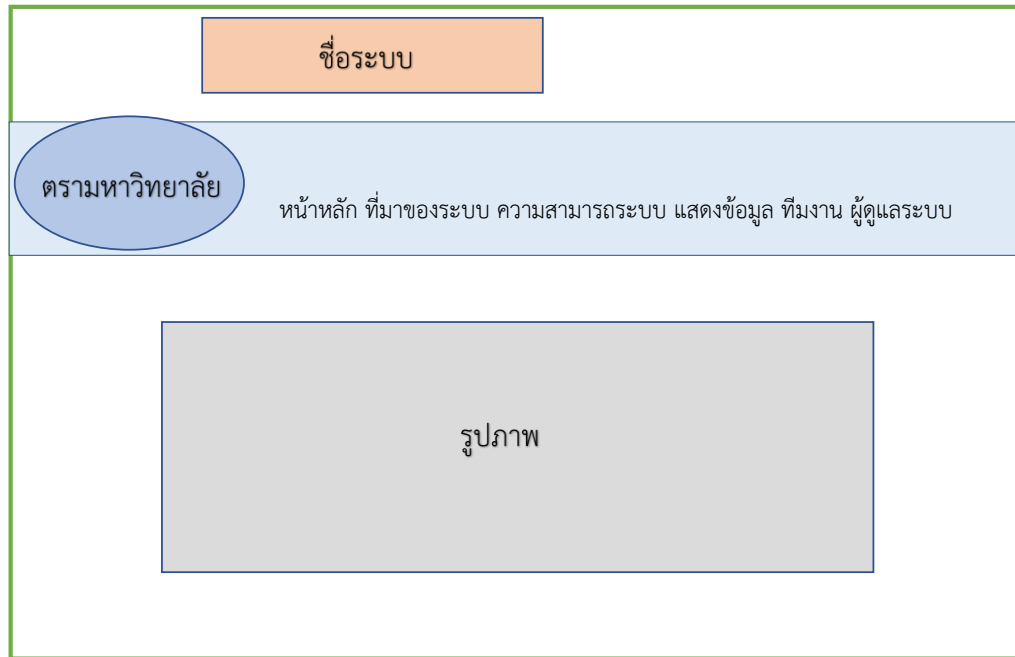 ชื่อระบบ
ตรามหาวิทยาลัย
หน้าหลัก ที่มาของระบบ ความสามารถระบบ แสดงข้อมูล ทีมงาน ผู้ดูแลระบบ
รูปภาพ